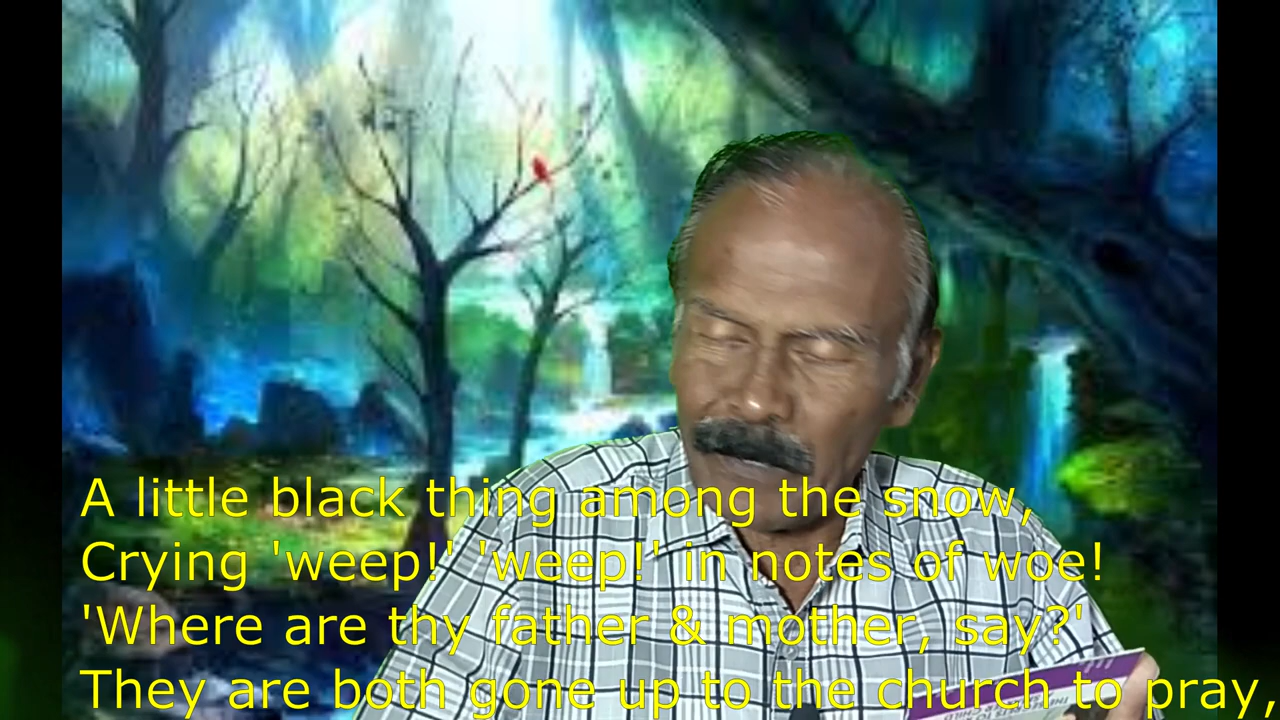 A little black thing among the snow,
Crying 'weep!' 'weep!' in notes of woe!
'Where are thy father & mother, say?'
They are both gone up to the church to pray,